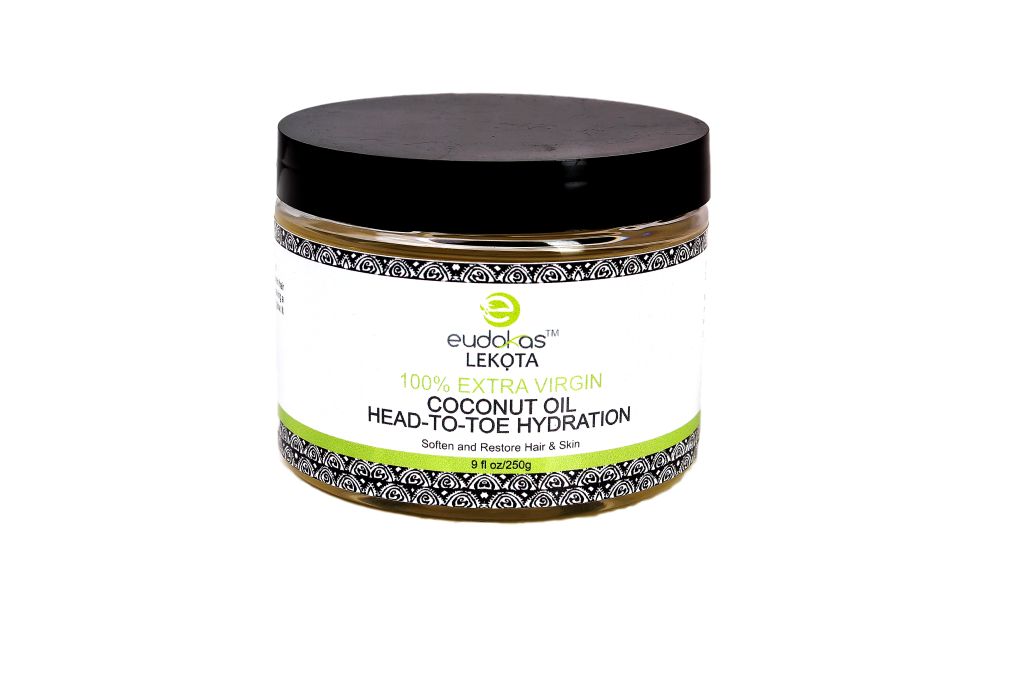 eudokas™
LEKỌTA
100% EXTRA VIRGIN
COCONUT OIL
HEAD-TO-TOE HYDRATION
Soften and Restore Hair & Skin
9 fl oz/250g